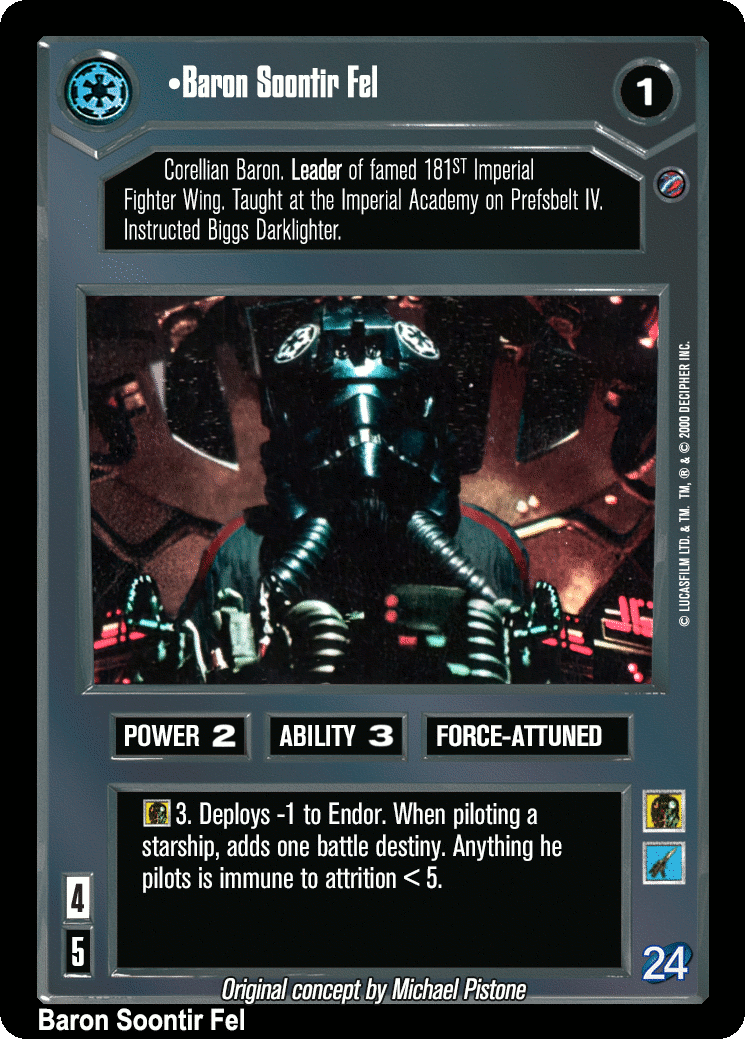 •Baron Soontir Fel
1
Corellian Baron. Leader of famed 181ST Imperial
Fighter Wing. Taught at the Imperial Academy on Prefsbelt IV.
Instructed Biggs Darklighter.
© LUCASFILM LTD. & TM. TM, ® & © 2000 DECIPHER INC.
POWER 2
ABILITY 3
FORCE-ATTUNED
3. Deploys -1 to Endor. When piloting a
starship, adds one battle destiny. Anything he
pilots is immune to attrition < 5.
4
5
24
Original concept by Michael Pistone
Baron Soontir Fel